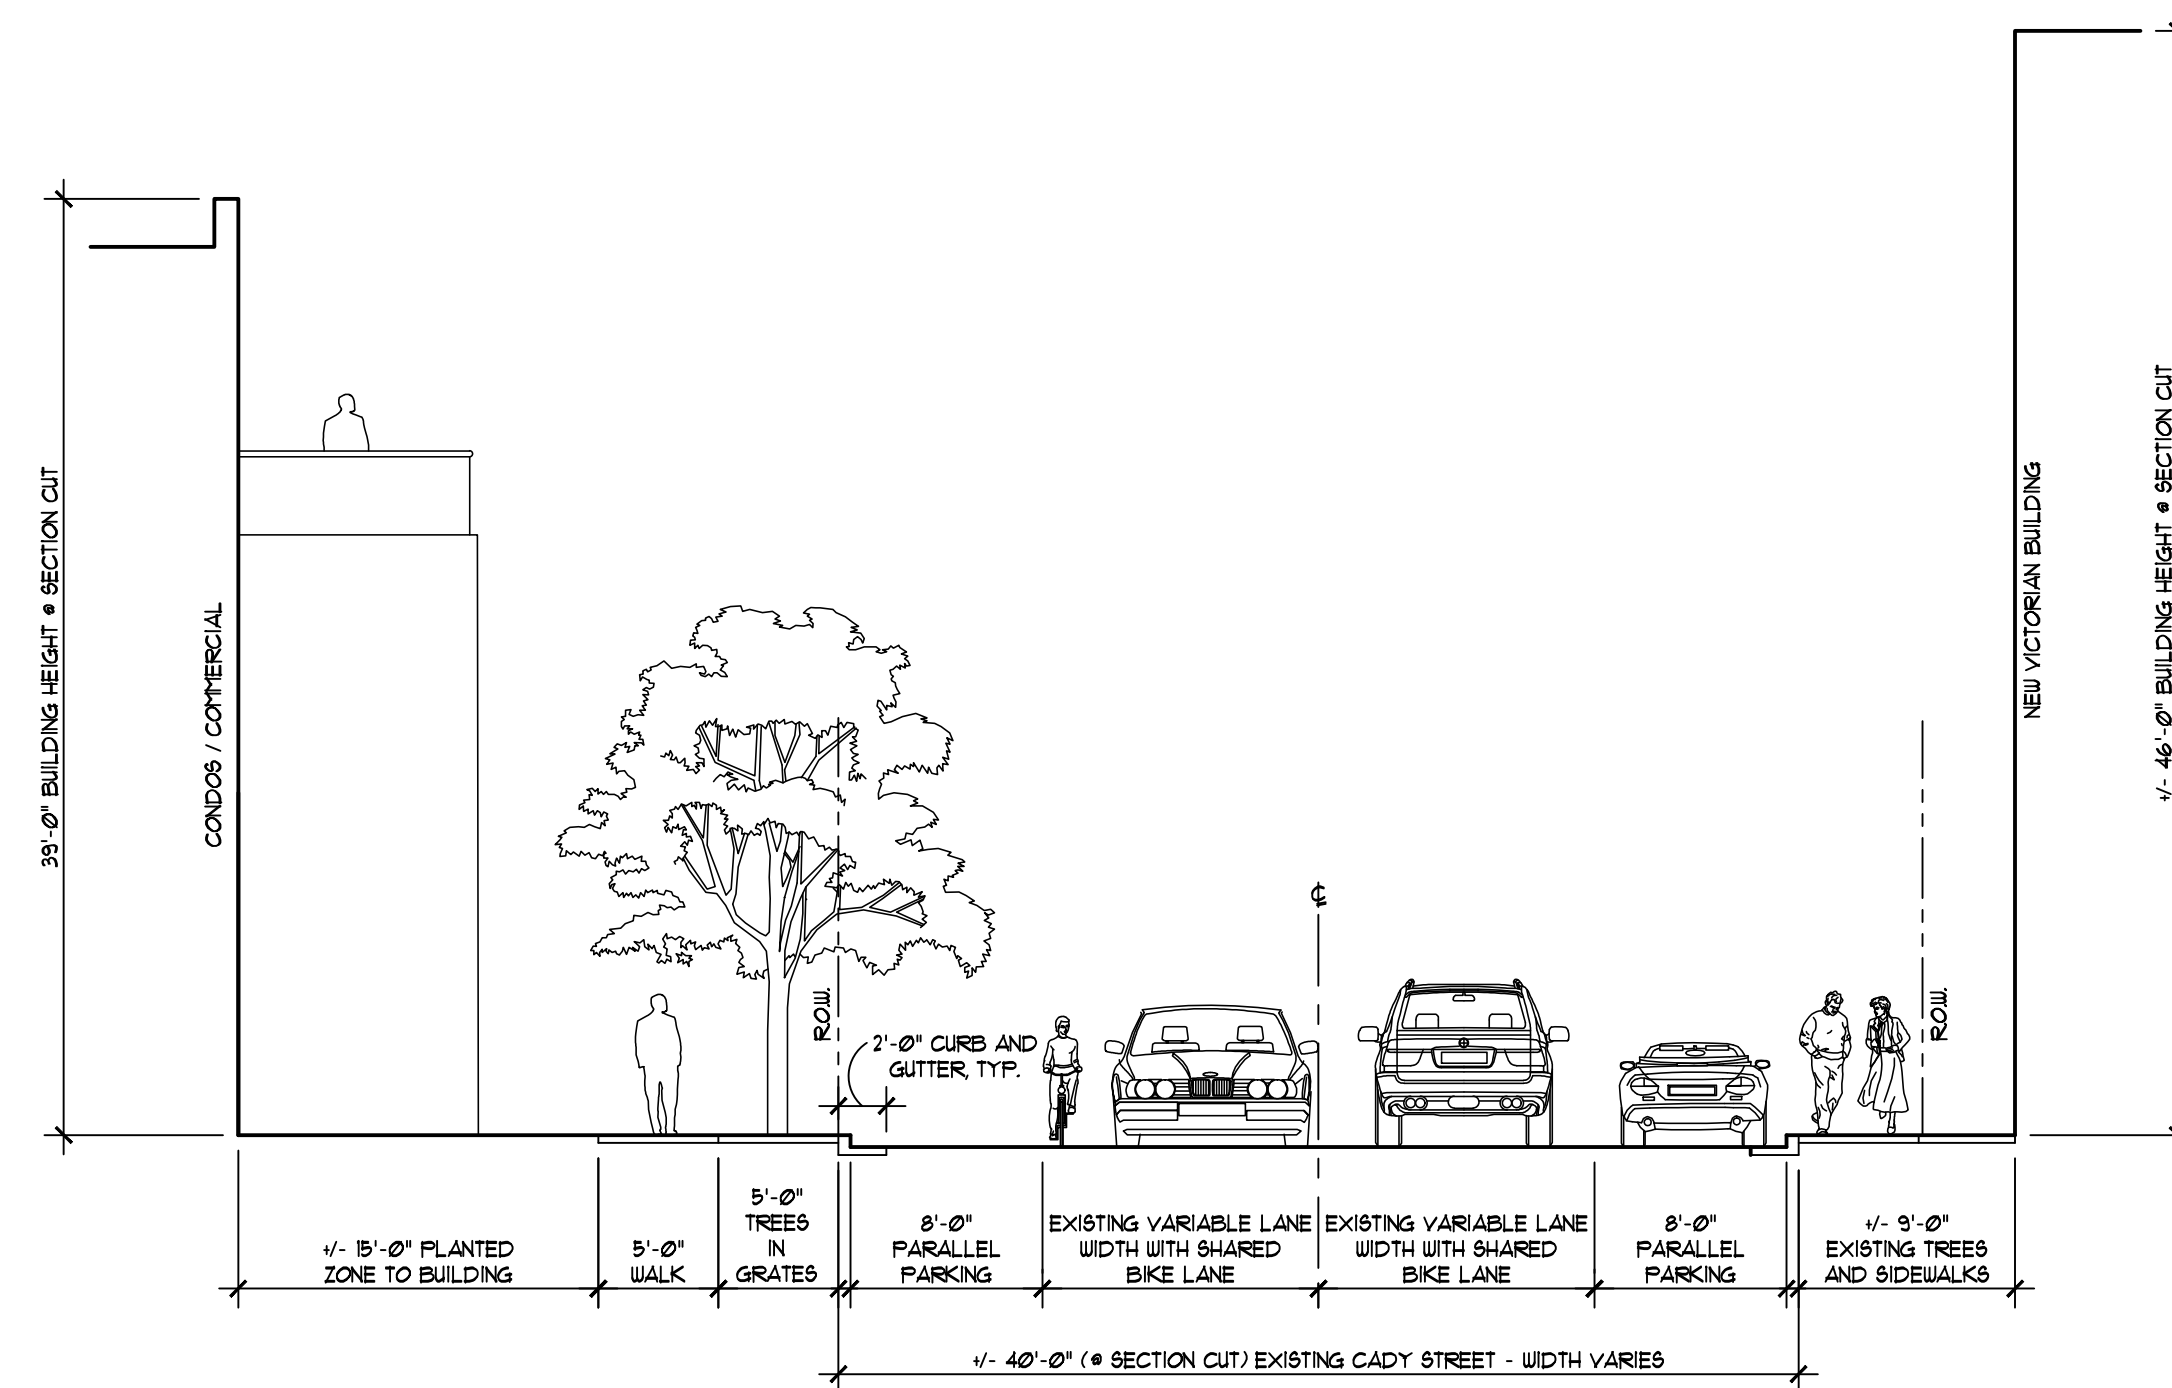 39'-0" BUILDING HEIGHT @ SECTION CUT
CONDOS / COMMERCIAL
R.O.W.
2'-0" CURB AND
GUTTER, TYP.
℄
R.O.W.
NEW VICTORIAN BUILDING
+/- 46'-0" BUILDING HEIGHT @ SECTION CUT
+/- 15'-0" PLANTED
ZONE TO BUILDING
5'-0"
WALK
5'-0"
TREES
IN
GRATES
8'-0"
PARALLEL
PARKING
EXISTING VARIABLE LANE
WIDTH WITH SHARED
BIKE LANE
EXISTING VARIABLE LANE
WIDTH WITH SHARED
BIKE LANE
8'-0"
PARALLEL
PARKING
+/- 9'-0"
EXISTING TREES
AND SIDEWALKS
+/- 40'-0" (@ SECTION CUT) EXISTING CADY STREET - WIDTH VARIES